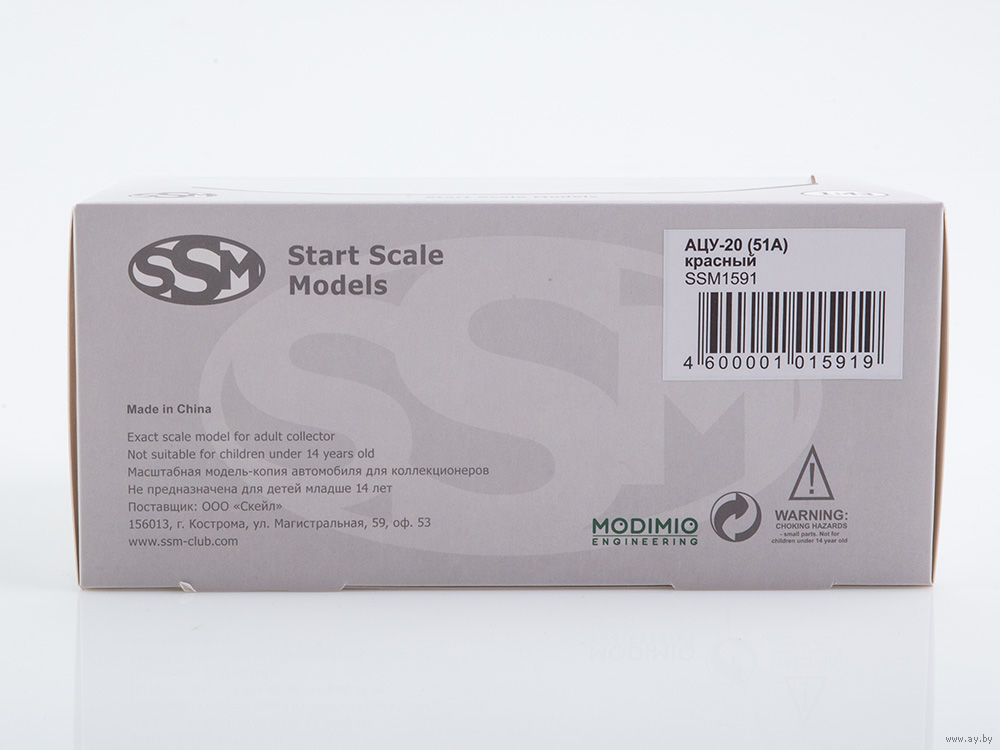 SSM
Start Scale
Models
АЦУ-20 (51А)
красный
SSM1591
4 600001 015919
Made in China
Exact scale model for adult collector
Not suitable for children under 14 years old
Масштабная модель-копия автомобиля для коллекционеров
Не предназначена для детей младше 14 лет
Поставщик: ООО «Скейл»
156013, г. Кострома, ул. Магистральная, 59, оф. 53
www.ssm-club.com
MODIMIO
ENGINEERING
WARNING:
CHOKING HAZARDS
- small parts. Not for
children under 14 year old
SSM
www.ay.by